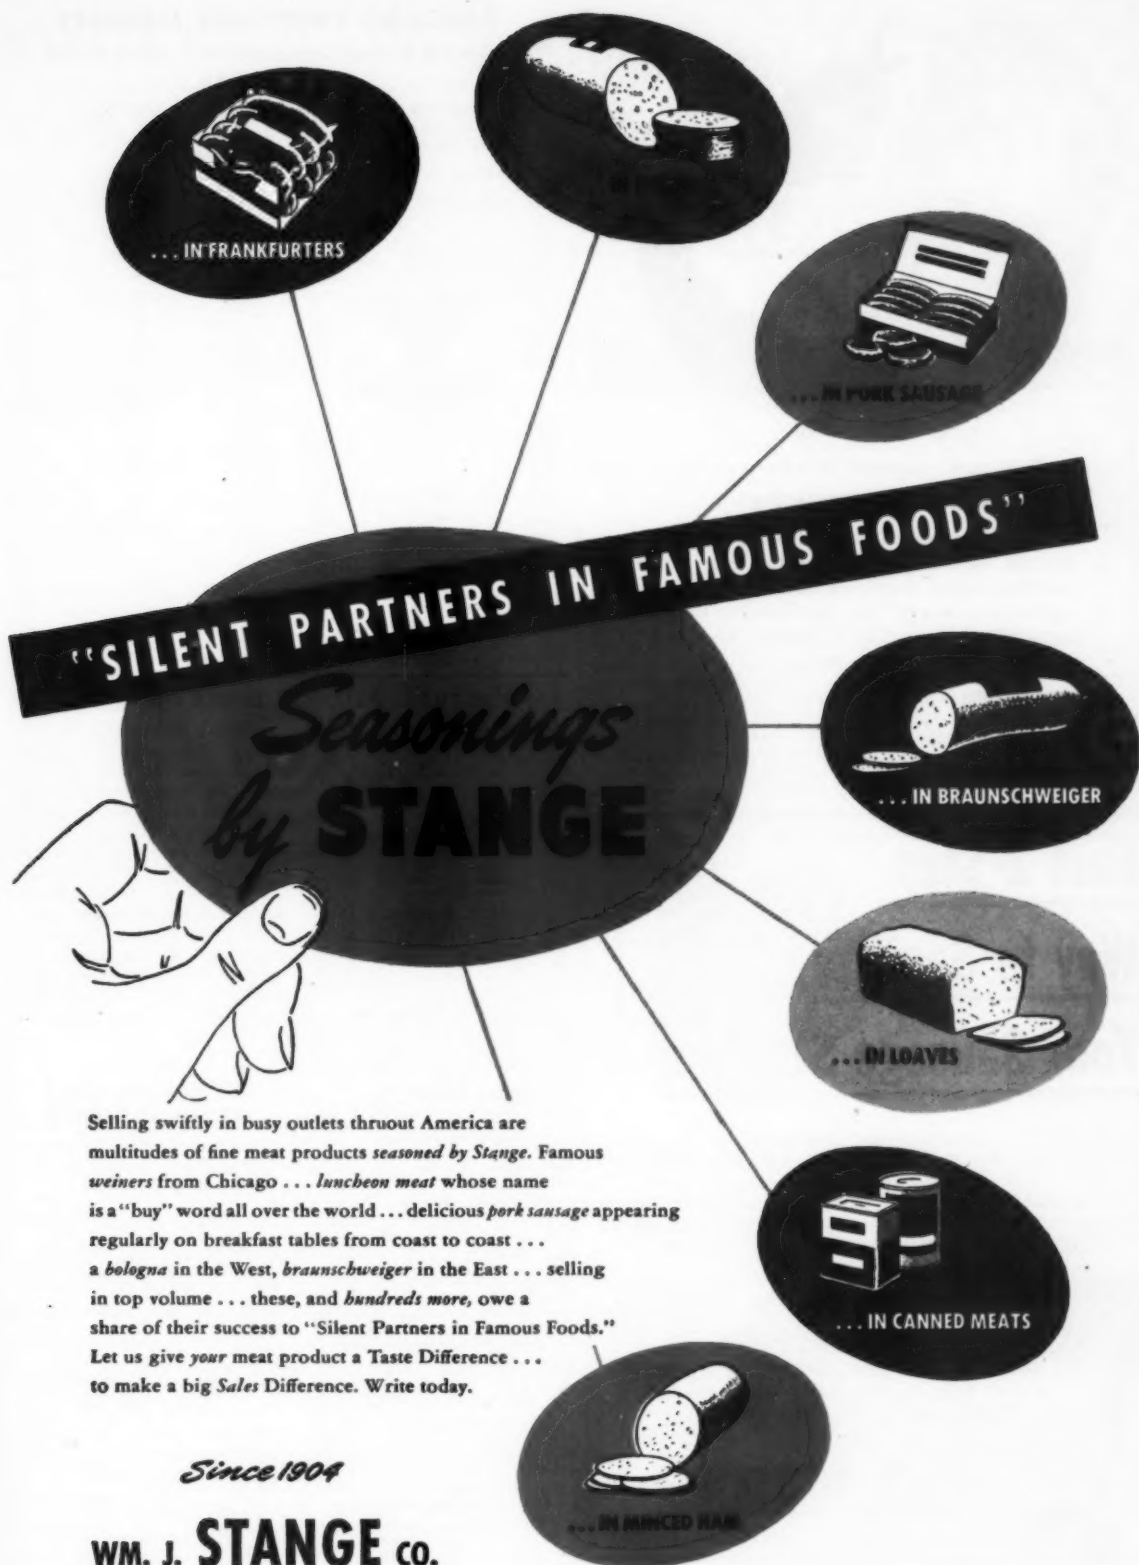 ... IN FRANKFURTERS
IN
... IN PORK SAUSAGE
"SILENT PARTNERS IN FAMOUS FOODS"
Seasonings
by STANGE
... IN BRAUNSCHWEIGER
... IN LOAVES
... IN CANNED MEATS
Selling swiftly in busy outlets thruout America are
multitudes of fine meat products seasoned by Stange. Famous
weiners from Chicago ... luncheon meat whose name
is a "buy" word all over the world ... delicious pork sausage appearing
regularly on breakfast tables from coast to coast ...
a bologna in the West, braunschweiger in the East ... selling
in top volume ... these, and hundreds more, owe a
share of their success to "Silent Partners in Famous Foods."
Let us give your meat product a Taste Difference ...
to make a big Sales Difference. Write today.
... IN MINCED HAM
Since 1904
WM. J. STANGE CO.